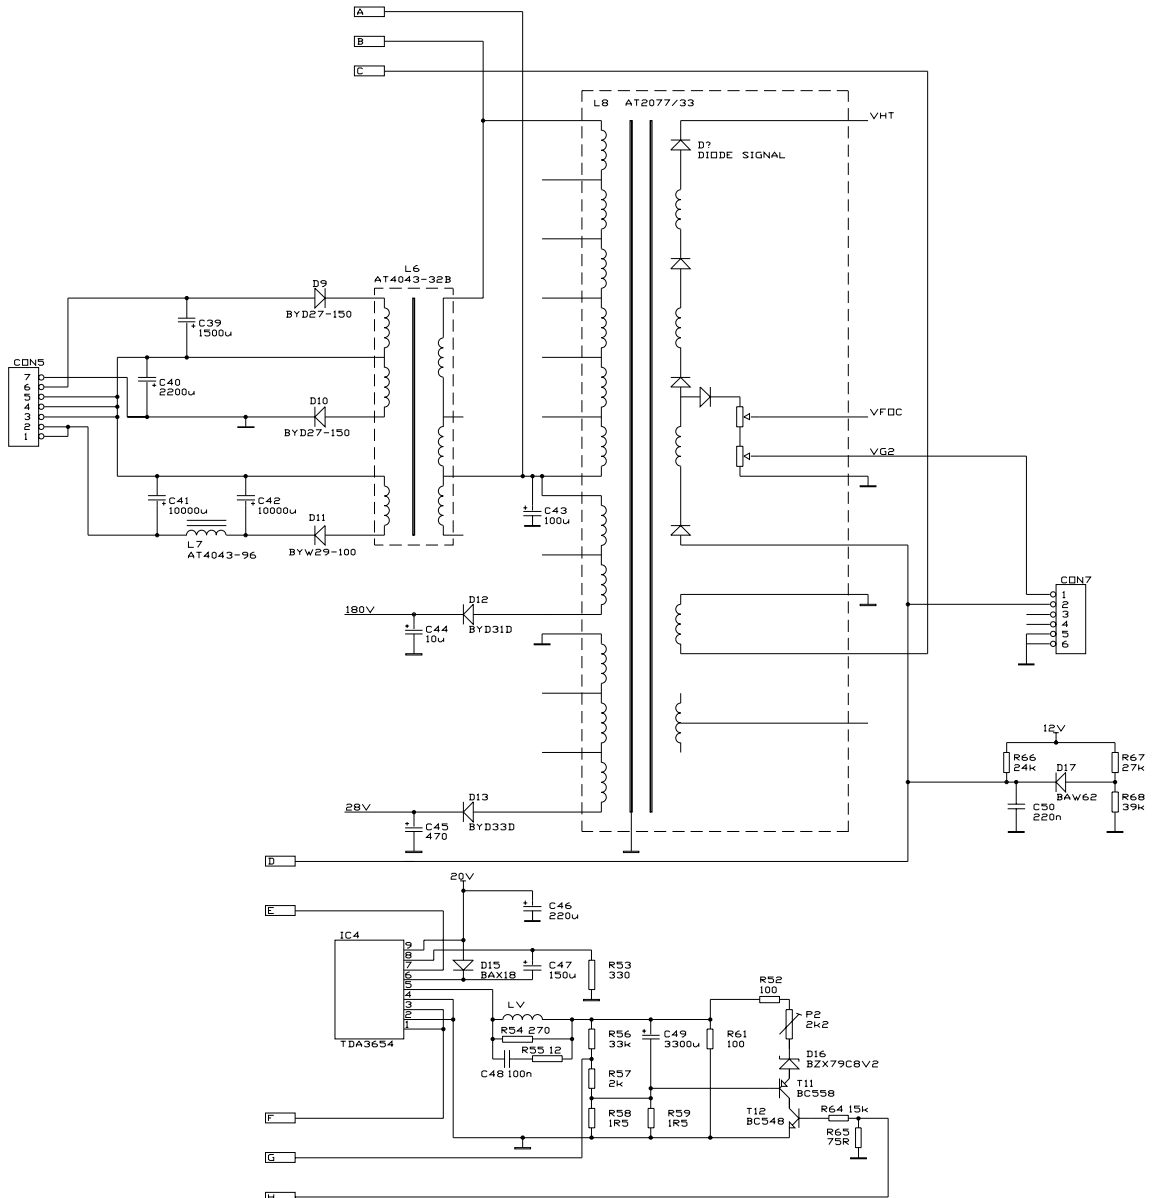 A
B
C
L8 AT2077/33
VHT
D?
DIODE SIGNAL
L6
AT4043-32B
D9
BYD27-150
+
C39
1500u
CON5
7
6
5
4
3
2
1
+
C40
2200u
D10
BYD27-150
VFOC
VG2
+
C41
10000u
+
C42
10000u
+
C43
100u
L7
AT4043-96
D11
BYW29-100
CON7
1
2
3
4
5
6
180V
D12
BYD31D
+
C44
10u
12V
R66
24k
D17
BAW62
R67
27k
C50
220n
R68
39k
28V
D13
BYD33D
+
C45
470
D
20V
E
+
C46
220u
IC4
9
8
7
6
5
4
3
2
1
TDA3654
D15
BAX18
+
C47
150u
R53
330
LV
R54 270
R55 12
C48 100n
R56
33k
+
C49
3300u
R61
100
R52
100
P2
2k2
D16
BZX79C8V2
R57
2k
T11
BC558
R58
1R5
R59
1R5
T12
BC548
R64 15k
R65
75R
F
G
H